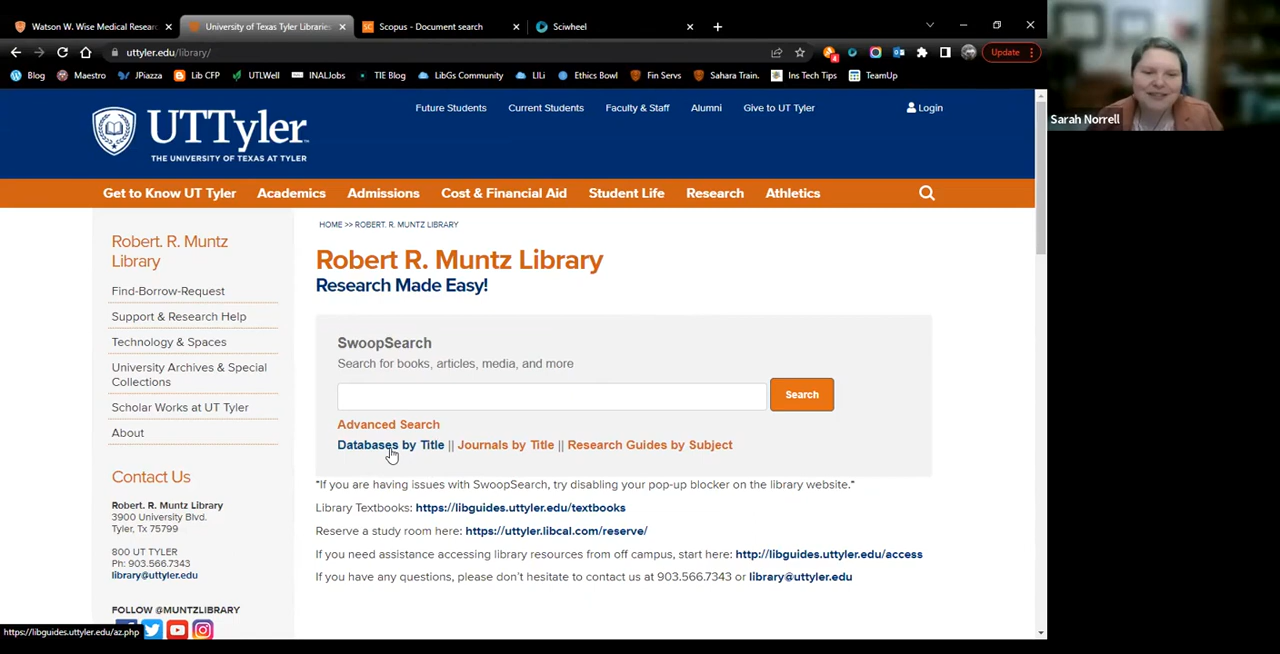 Watson W. Wise Medical Resear
University of Texas Tyler Libraries
Scopus - Document search
Sciwheel
uttyler.edu/library/
Update
Blog
Maestro
JPiazza
Lib CFP
UTLWell
INALJobs
TIE Blog
LibGs Community
LILi
Ethics Bowl
Fin Servs
Sahara Train.
Ins Tech Tips
TeamUp
Sarah Norrell
Future Students
Current Students
Faculty & Staff
Alumni
Give to UT Tyler
Login
UTTyler
THE UNIVERSITY OF TEXAS AT TYLER
Get to Know UT Tyler
Academics
Admissions
Cost & Financial Aid
Student Life
Research
Athletics
HOME >> ROBERT. R. MUNTZ LIBRARY
Robert. R. Muntz
Library
Find-Borrow-Request
Support & Research Help
Technology & Spaces
University Archives & Special
Collections
Scholar Works at UT Tyler
About
Contact Us
Robert. R. Muntz Library
3900 University Blvd.
Tyler, Tx 75799
800 UT TYLER
Ph: 903.566.7343
library@uttyler.edu
FOLLOW @MUNTZLIBRARY
Robert R. Muntz Library
Research Made Easy!
SwoopSearch
Search for books, articles, media, and more
Search
Advanced Search
Databases by Title || Journals by Title || Research Guides by Subject
"If you are having issues with SwoopSearch, try disabling your pop-up blocker on the library website."
Library Textbooks: https://libguides.uttyler.edu/textbooks
Reserve a study room here: https://uttyler.libcal.com/reserve/
If you need assistance accessing library resources from off campus, start here: http://libguides.uttyler.edu/access
If you have any questions, please don't hesitate to contact us at 903.566.7343 or library@uttyler.edu
https://libguides.uttyler.edu/az.php